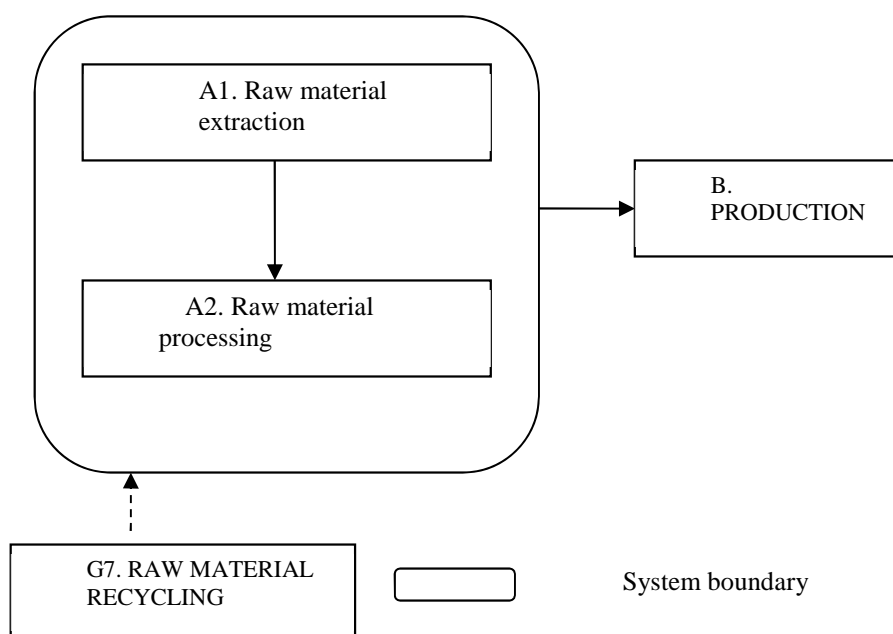 A1. Raw material
extraction
B.
PRODUCTION
A2. Raw material
processing
G7. RAW MATERIAL
RECYCLING
System boundary